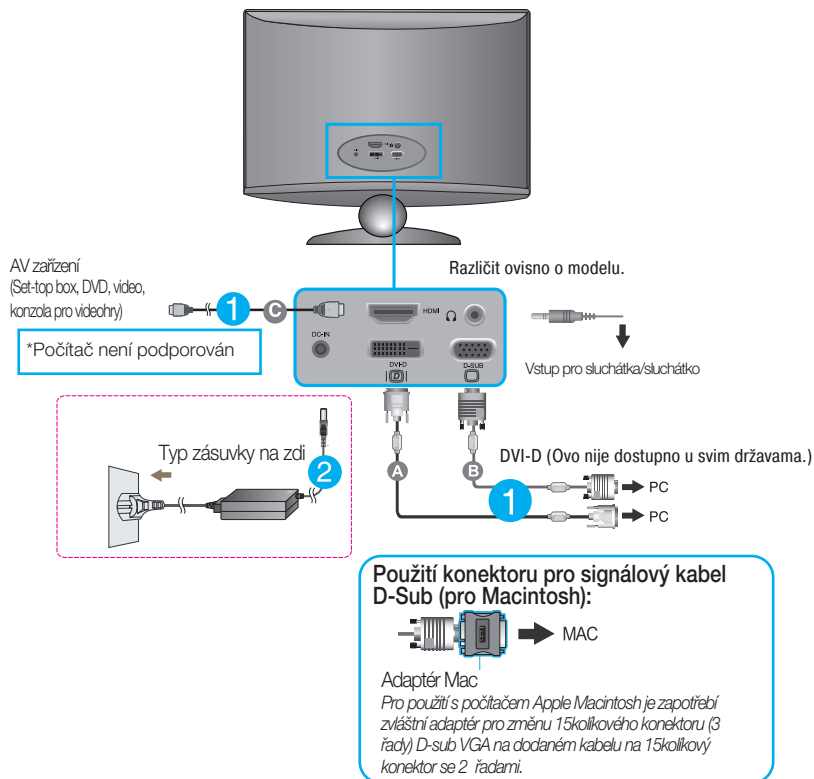 AV zařízení
(Set-top box, DVD, video,
konzola pro videohry)
*Počítač není podporován
1
C
Različit ovisno o modelu.
HDMI
DC-IN
DVI-D
D
D-SUB
Vstup pro sluchátka/sluchátko
Typ zásuvky na zdi
2
A
B
DVI-D (Ovo nije dostupno u svim državama.)
1
PC
PC
Použití konektoru pro signálový kabel
D-Sub (pro Macintosh):
MAC
Adaptér Mac
Pro použití s počítačem Apple Macintosh je zapotřebí
zvláštní adaptér pro změnu 15kolíkového konektoru (3
řady) D-sub VGA na dodaném kabelu na 15kolíkový
konektor se 2 řadami.